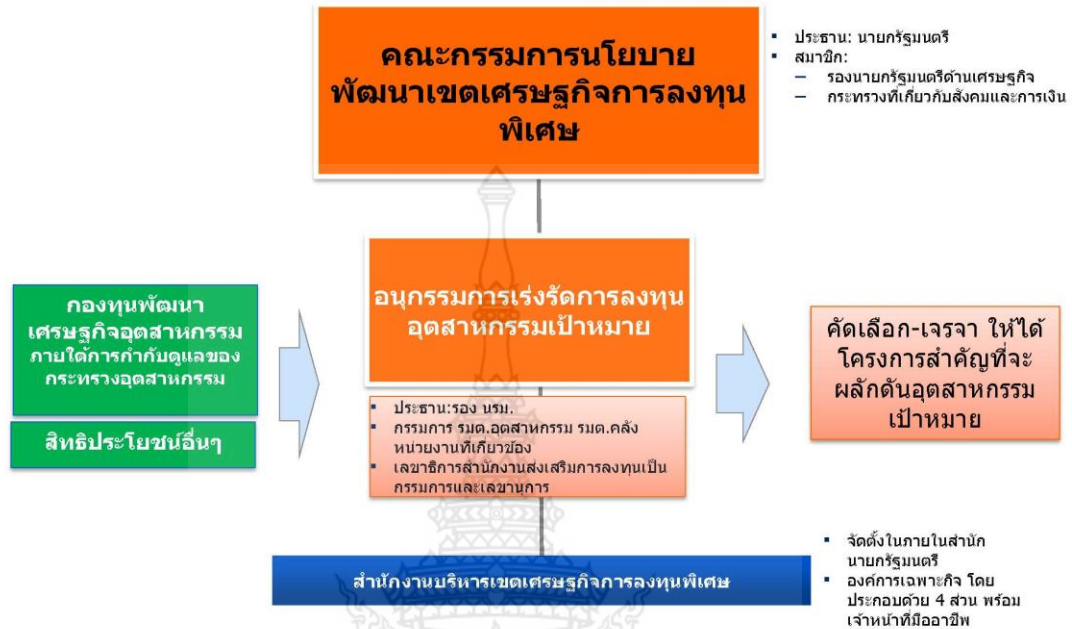 คณะกรรมการนโยบาย
พัฒนาเขตเศรษฐกิจการลงทุน
พิเศษ
▪ ประธาน: นายกรัฐมนตรี
▪ สมาชิก:
– รองนายกรัฐมนตรีด้านเศรษฐกิจ
– กระทรวงที่เกี่ยวกับสังคมและการเงิน
กองทุนพัฒนา
เศรษฐกิจอุตสาหกรรม
ภายใต้การกำกับดูแลของ
กระทรวงอุตสาหกรรม
สิทธิประโยชน์อื่นๆ
อนุกรรมการเร่งรัดการลงทุน
อุตสาหกรรมเป้าหมาย
▪ ประธาน:รอง นรม.
▪ กรรมการ รมต.อุตสาหกรรม รมต.คลัง
หน่วยงานที่เกี่ยวข้อง
▪ เลขาธิการสำนักงานส่งเสริมการลงทุนเป็น
กรรมการและเลขานุการ
คัดเลือก-เจรจา ให้ได้
โครงการสำคัญที่จะ
ผลักดันอุตสาหกรรม
เป้าหมาย
สำนักงานบริหารเขตเศรษฐกิจการลงทุนพิเศษ
▪ จัดตั้งในภายในสำนัก
นายกรัฐมนตรี
▪ องค์การเฉพาะกิจ โดย
ประกอบด้วย 4 ส่วน พร้อม
เจ้าหน้าที่มืออาชีพ